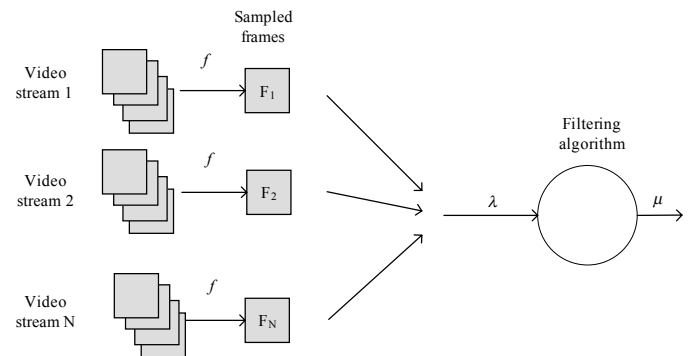 Sampled
frames
Video
stream 1
f
F1
Video
stream 2
f
F2
Filtering
algorithm
λ
μ
Video
stream N
f
FN